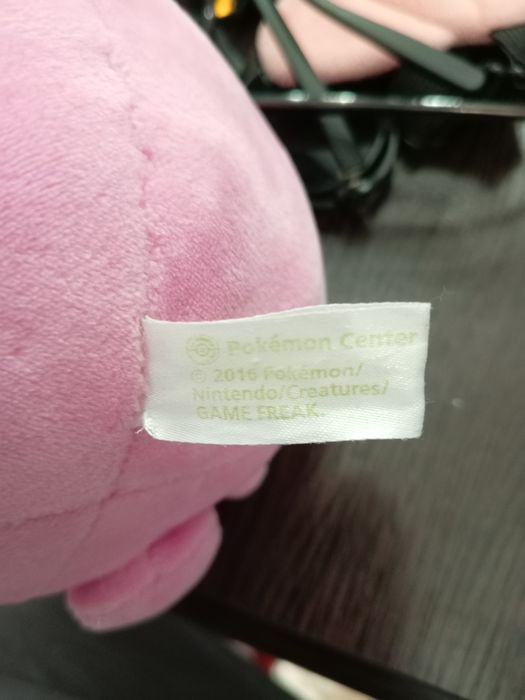 Pokémon Center
© 2016 Pokémon/
Nintendo/Creatures/
GAME FREAK.